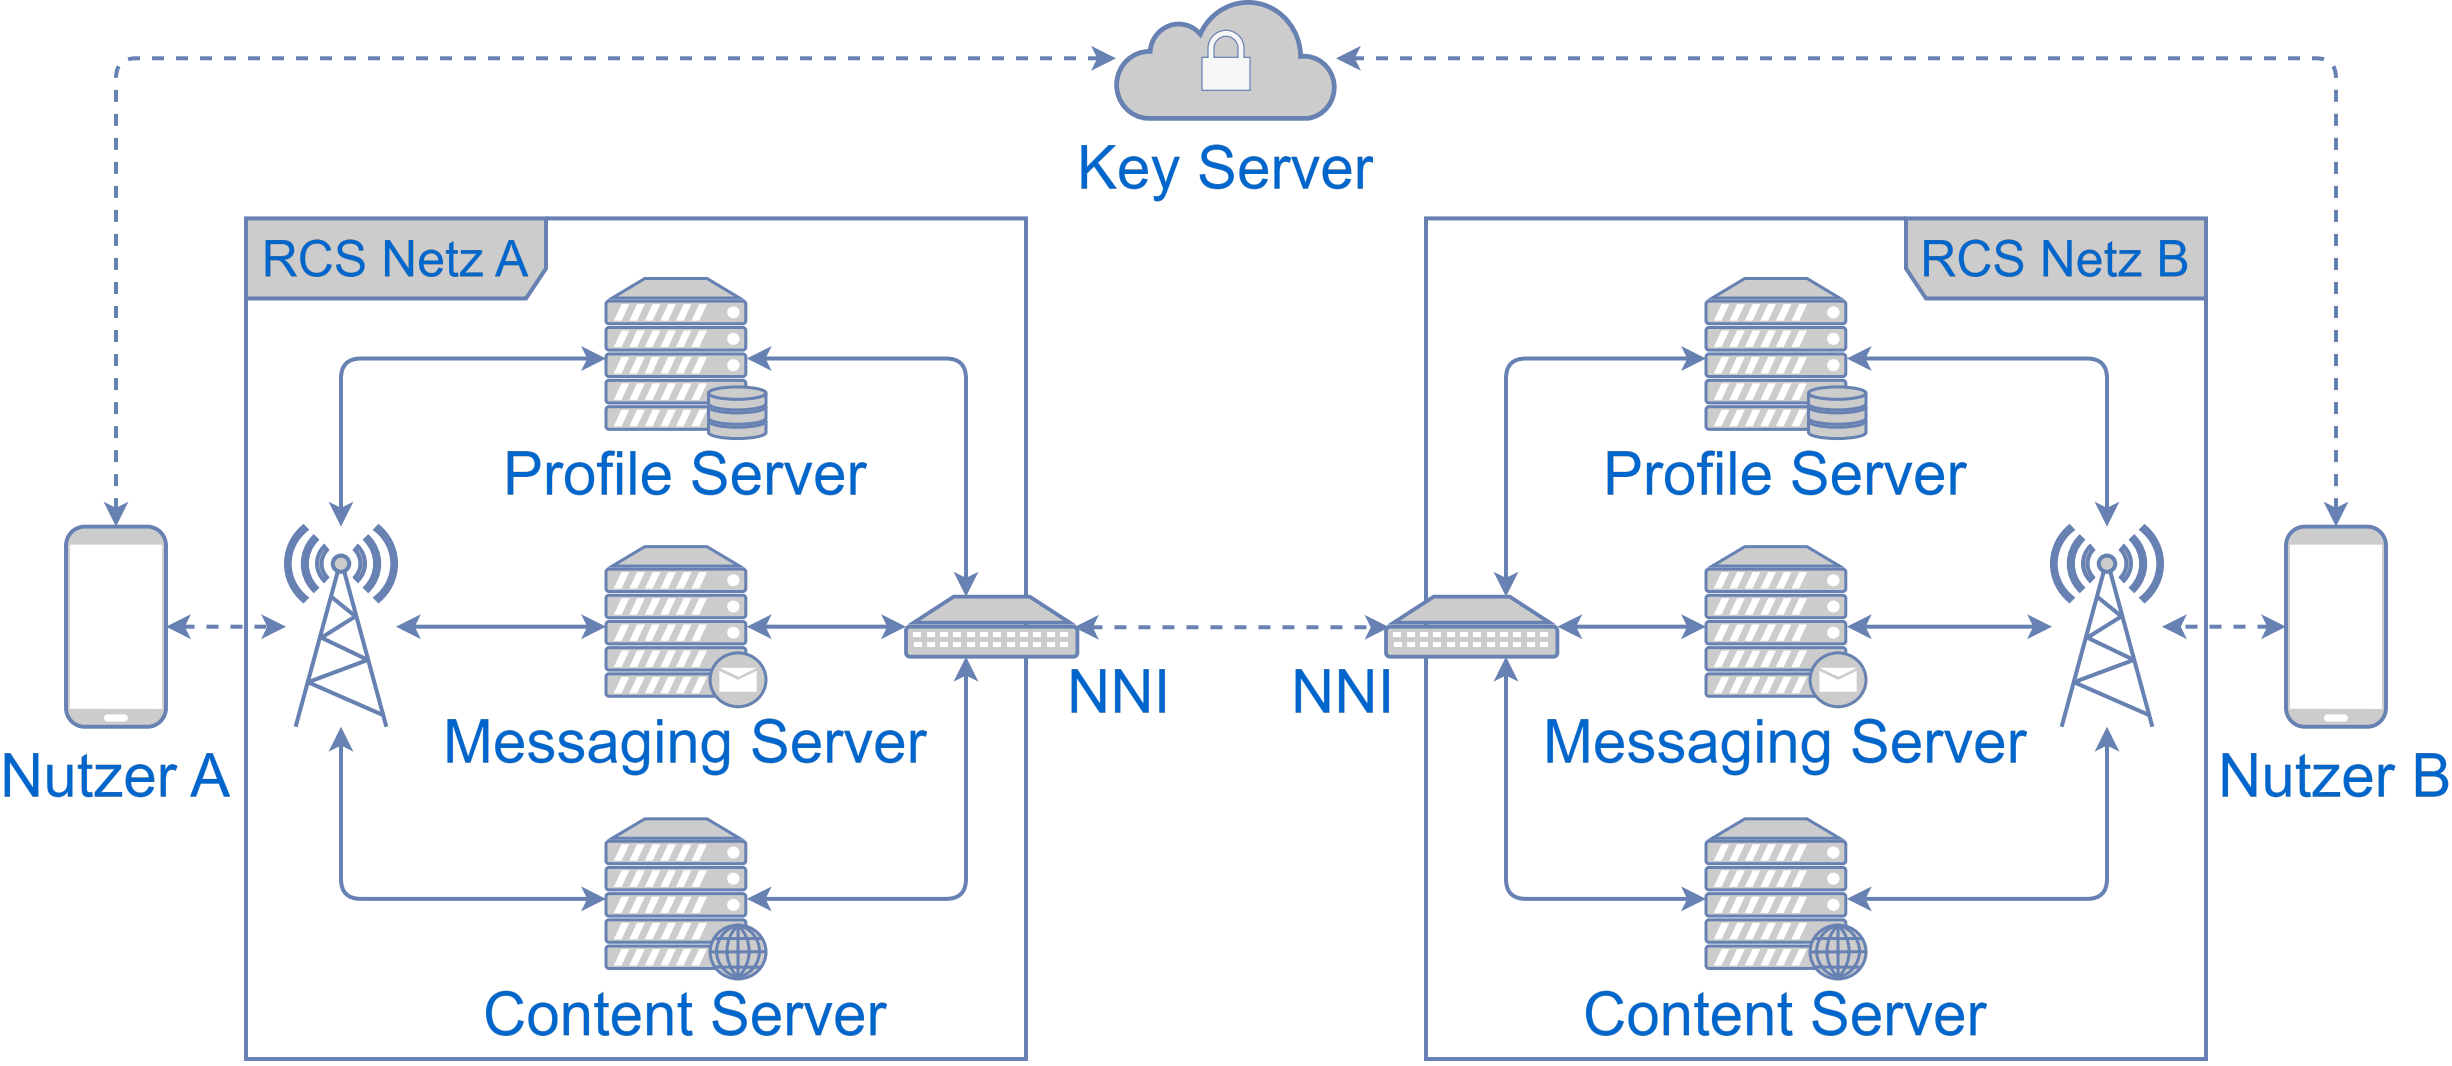 Key Server
RCS Netz A
RCS Netz B
Profile Server
Profile Server
NNI
NNI
Messaging Server
Messaging Server
Nutzer A
Nutzer B
Content Server
Content Server